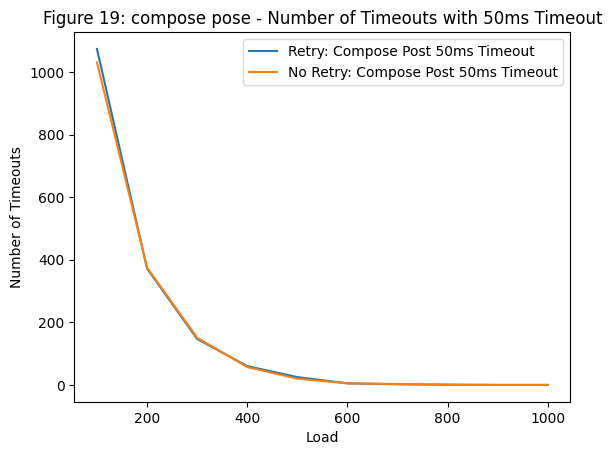 Figure 19: compose pose - Number of Timeouts with 50ms Timeout
Retry: Compose Post 50ms Timeout
No Retry: Compose Post 50ms Timeout
Number of Timeouts
1000
800
600
400
200
0
200
400
600
800
1000
Load